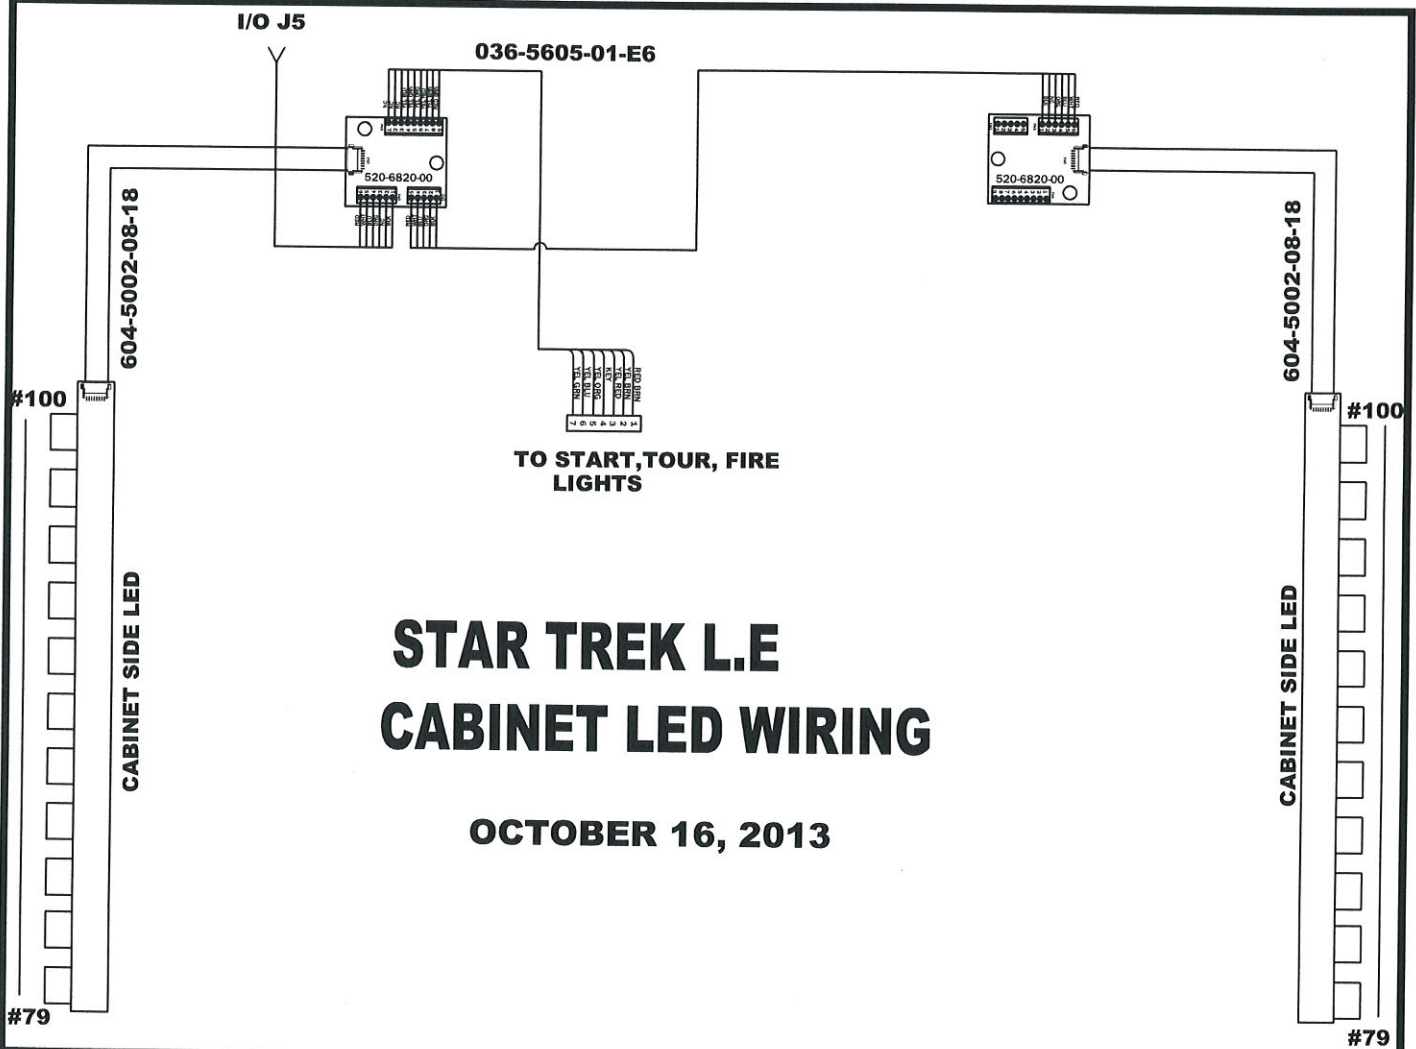 I/O J5
036-5605-01-E6
520-6820-00
520-6820-00
604-5002-08-18
604-5002-08-18
RED BRN
YEL BRN
YEL RED
KEY
YEL ORG
YEL BLU
YEL GRN
1
2
3
4
5
6
7
TO START,TOUR, FIRE
LIGHTS
#100
#100
CABINET SIDE LED
CABINET SIDE LED
STAR TREK L.E
CABINET LED WIRING
OCTOBER 16, 2013
#79
#79